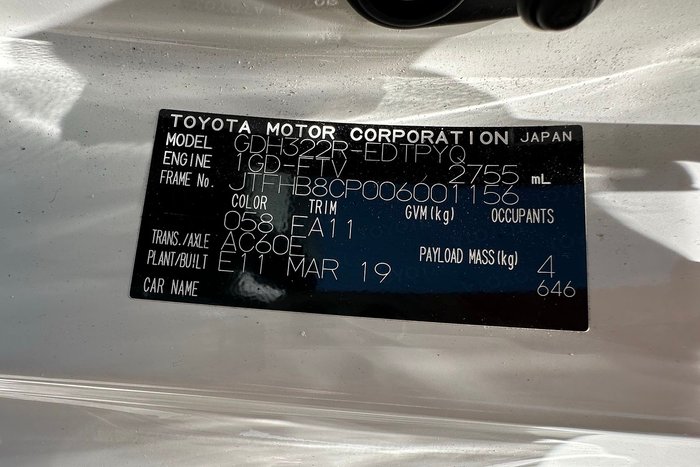 TOYOTA MOTOR CORPORATION JAPAN
MODEL GDH322R-EDTPYQ
ENGINE 1GD-FTV 2755 mL
FRAME No. JTFHB8CP006001156
COLOR TRIM GVM(kg) OCCUPANTS
058 EA11
TRANS./AXLE AC60E
PAYLOAD MASS(kg) 4
PLANT/BUILT E11 MAR 19
646
CAR NAME